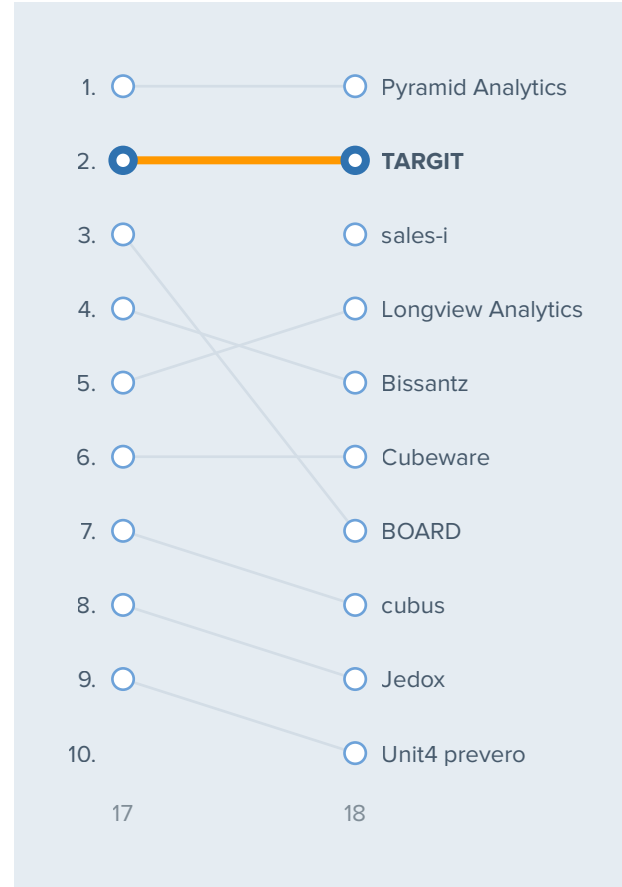 1. Pyramid Analytics
2. TARGIT
3. sales-i
4. Longview Analytics
5. Bissantz
6. Cubeware
7. BOARD
8. cubus
9. Jedox
10. Unit4 prevero
17 18